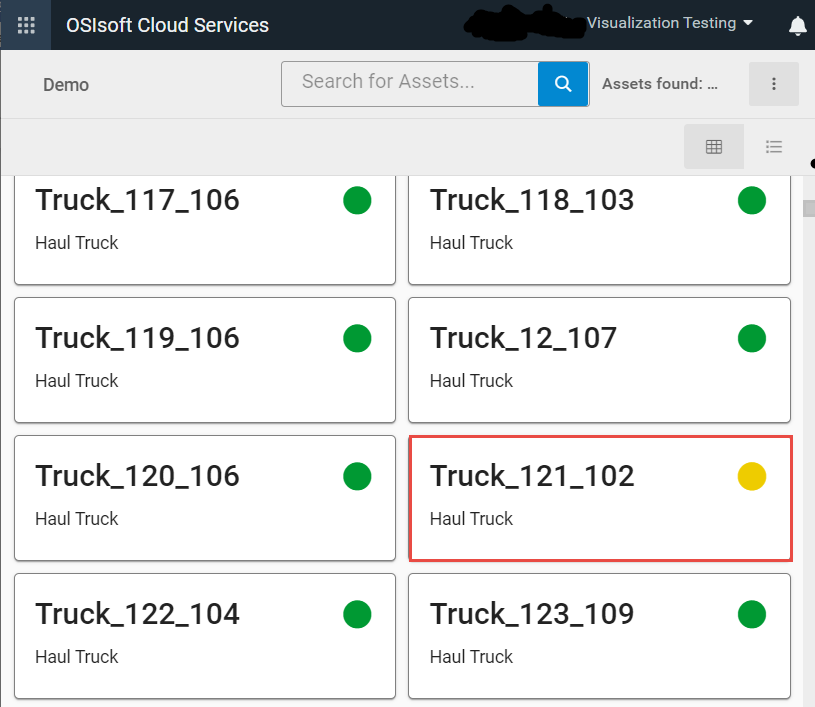 OSIsoft Cloud Services
Visualization Testing
Demo
Search for Assets...
Assets found: ...
Truck_117_106
Haul Truck
Truck_118_103
Haul Truck
Truck_119_106
Haul Truck
Truck_12_107
Haul Truck
Truck_120_106
Haul Truck
Truck_121_102
Haul Truck
Truck_122_104
Haul Truck
Truck_123_109
Haul Truck